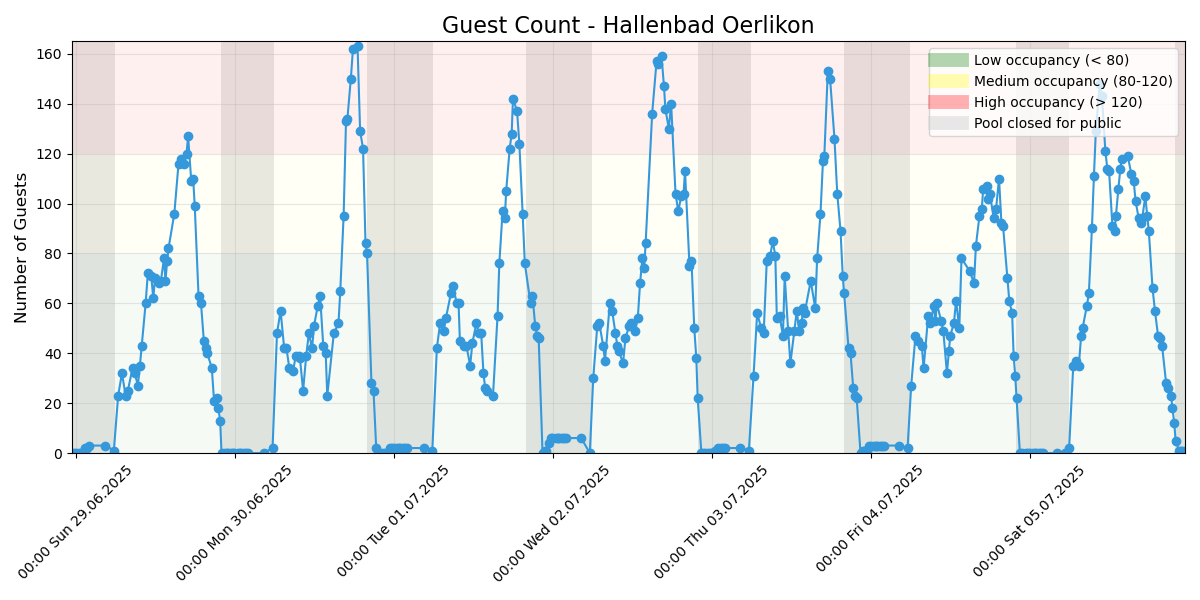 Guest Count - Hallenbad Oerlikon
Number of Guests
160
140
120
100
80
60
40
20
0
Low occupancy (< 80)
Medium occupancy (80-120)
High occupancy (> 120)
Pool closed for public
00:00 Sun 29.06.2025
00:00 Mon 30.06.2025
00:00 Tue 01.07.2025
00:00 Wed 02.07.2025
00:00 Thu 03.07.2025
00:00 Fri 04.07.2025
00:00 Sat 05.07.2025